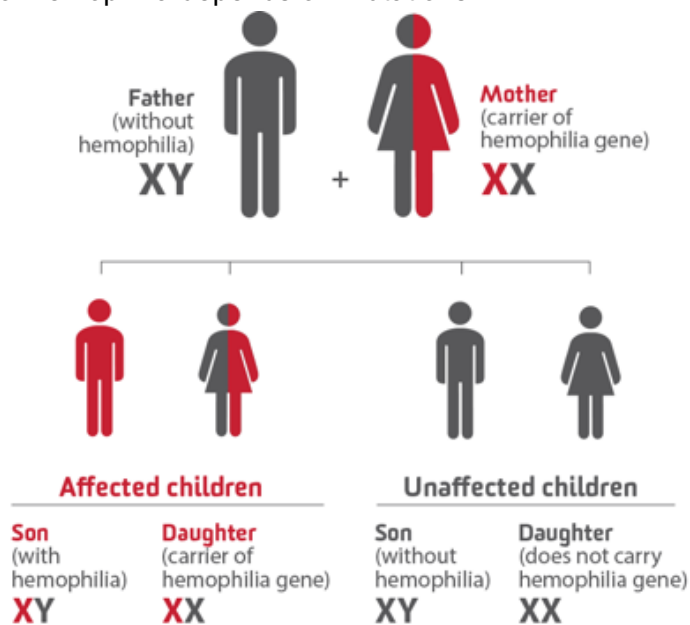 Father
(without
hemophilia)
XY
+
Mother
(carrier of
hemophilia gene)
XX
Affected children
Unaffected children
Son
(with
hemophilia)
XY
Daughter
(carrier of
hemophilia gene)
XX
Son
(without
hemophilia)
XY
Daughter
(does not carry
hemophilia gene)
XX